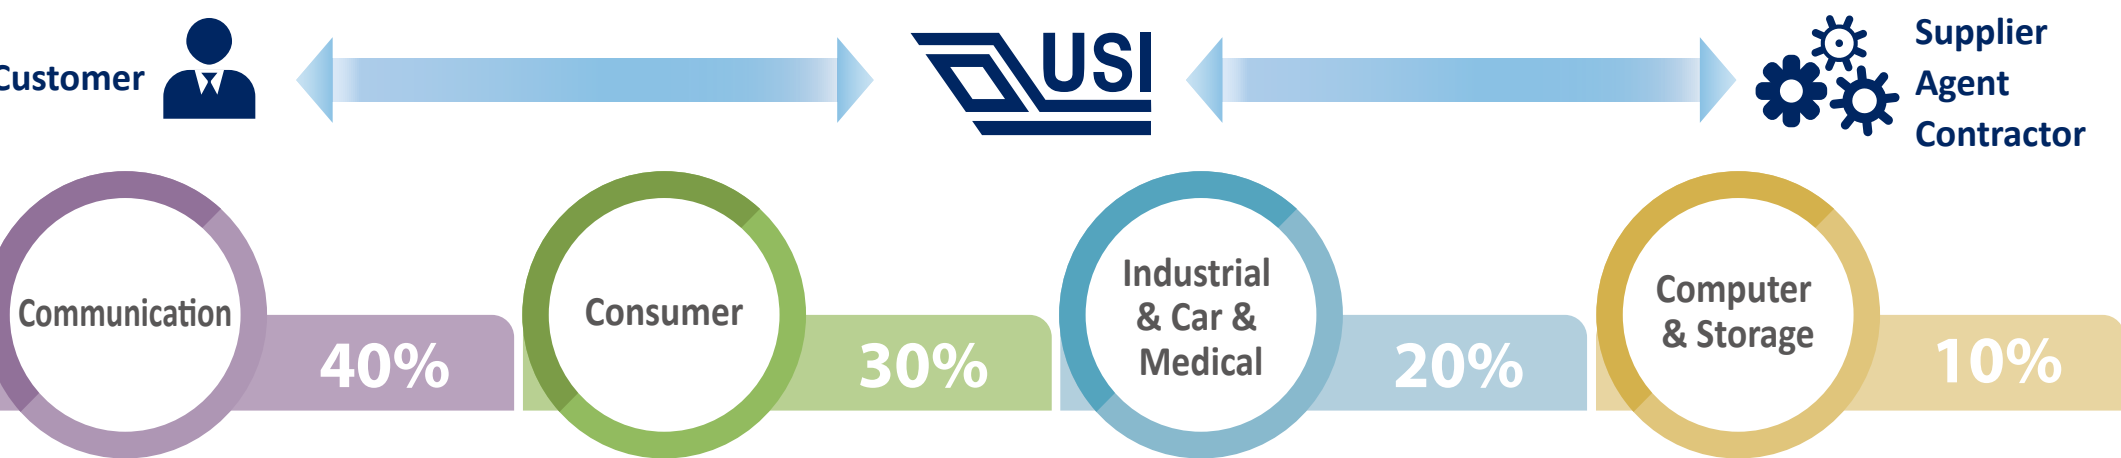 Customer
USI
Supplier
Agent
Contractor
Communication
40%
Consumer
30%
Industrial
& Car &
Medical
20%
Computer
& Storage
10%